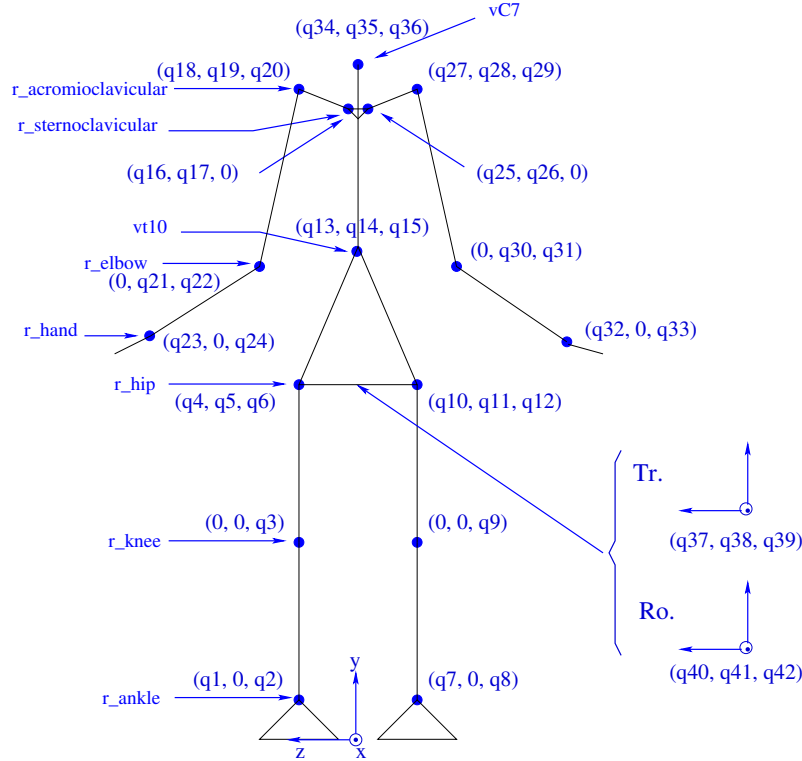 vC7
(q34, q35, q36)
(q18, q19, q20)
(q27, q28, q29)
r_acromioclavicular
r_sternoclavicular
(q16, q17, 0)
(q25, q26, 0)
vt10
(q13, q14, q15)
r_elbow
(0, q30, q31)
(0, q21, q22)
r_hand
(q23, 0, q24)
(q32, 0, q33)
r_hip
(q4, q5, q6)
(q10, q11, q12)
Tr.
(q37, q38, q39)
(0, 0, q3)
(0, 0, q9)
r_knee
Ro.
(q40, q41, q42)
y
(q1, 0, q2)
(q7, 0, q8)
r_ankle
z
x